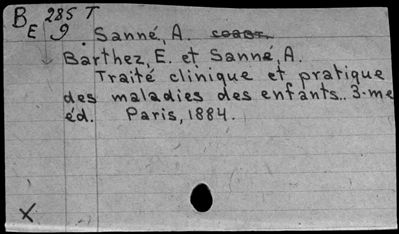 B 285 T
E 9
Sanné, A. coaut.
Barthez, E. et Sanné, A.
Traité clinique et pratique
des maladies des enfants.. 3-me
éd. Paris, 1884.
X